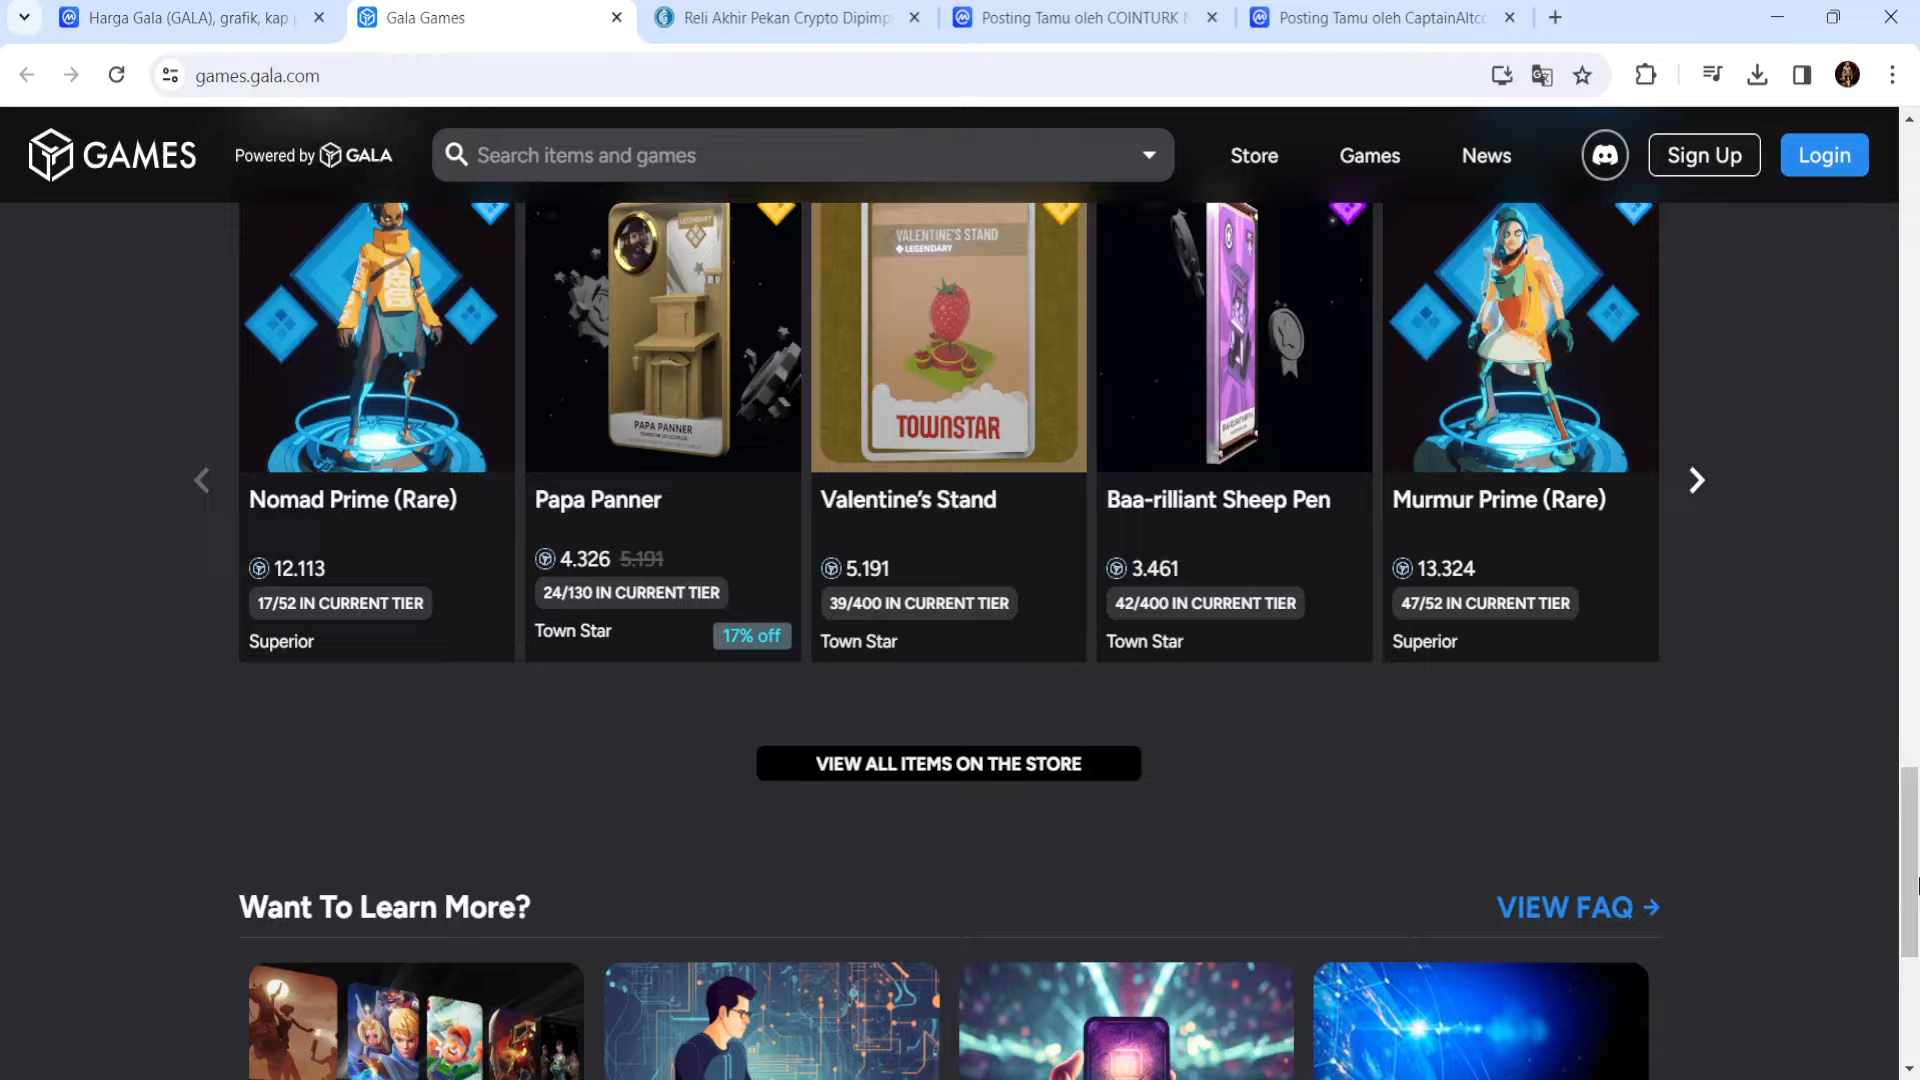 Harga Gala (GALA), grafik, kap
Gala Games
Reli Akhir Pekan Crypto Dipimp
Posting Tamu oleh COINTURK N
Posting Tamu oleh CaptainAltco
games.gala.com
GAMES
Powered by GALA
Search items and games
Store
Games
News
Sign Up
Login
LEGENDARY
PAPA PANNER
VALENTINE'S STAND
LEGENDARY
TOWNSTAR
Nomad Prime (Rare)
12.113
17/52 IN CURRENT TIER
Superior
Papa Panner
4.326 5.191
24/130 IN CURRENT TIER
Town Star
17% off
Valentine's Stand
5.191
39/400 IN CURRENT TIER
Town Star
Baa-rilliant Sheep Pen
3.461
42/400 IN CURRENT TIER
Town Star
Murmur Prime (Rare)
13.324
47/52 IN CURRENT TIER
Superior
VIEW ALL ITEMS ON THE STORE
Want To Learn More?
VIEW FAQ →